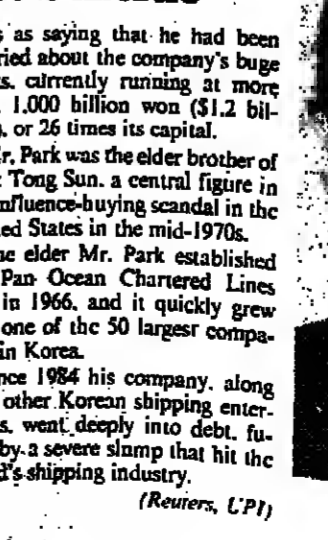 s as saying that he had been
ried about the company's huge
ts, currently running at more
1,000 billion won ($1.2 bil-
), or 26 times its capital.
r. Park was the elder brother of
Tong Sun, a central figure in
nfluence-buying scandal in the
ed States in the mid-1970s.
he elder Mr. Park established
Pan Ocean Chartered Lines
in 1966, and it quickly grew
one of the 50 largest compa-
in Korea.
nce 1984 his company, along
other Korean shipping enter-
s, went deeply into debt, fu-
by a severe slump that hit the
d's shipping industry.
(Reuters, UPI)